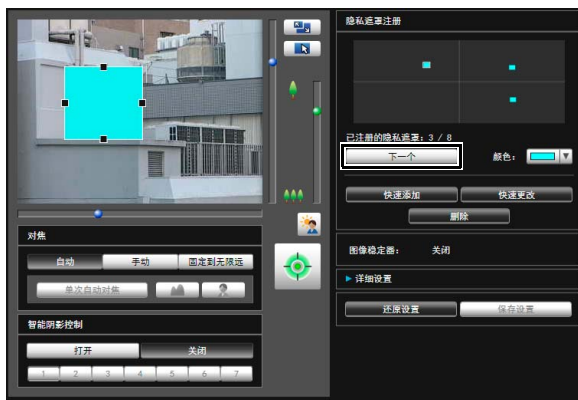 隐私遮罩注册
已注册的隐私遮罩：3 / 8
下一个
颜色：
快速添加
快速更改
删除
图像稳定器：
关闭
详细设置
还原设置
保存设置
对焦
自动
手动
固定到无限远
单次自动对焦
智能阴影控制
打开
关闭
1
2
3
4
5
6
7